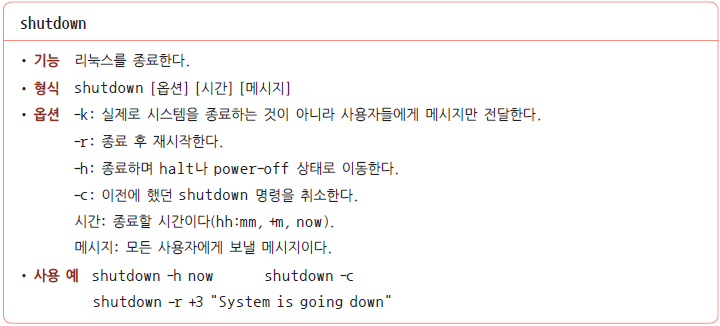 shutdown
• 기능 리눅스를 종료한다.
• 형식 shutdown [옵션] [시간] [메시지]
• 옵션 -k: 실제로 시스템을 종료하는 것이 아니라 사용자들에게 메시지만 전달한다.
-r: 종료 후 재시작한다.
-h: 종료하며 halt나 power-off 상태로 이동한다.
-c: 이전에 했던 shutdown 명령을 취소한다.
시간: 종료할 시간이다(hh:mm, +m, now).
메시지: 모든 사용자에게 보낼 메시지이다.
• 사용 예 shutdown -h now shutdown -c
shutdown -r +3 "System is going down"